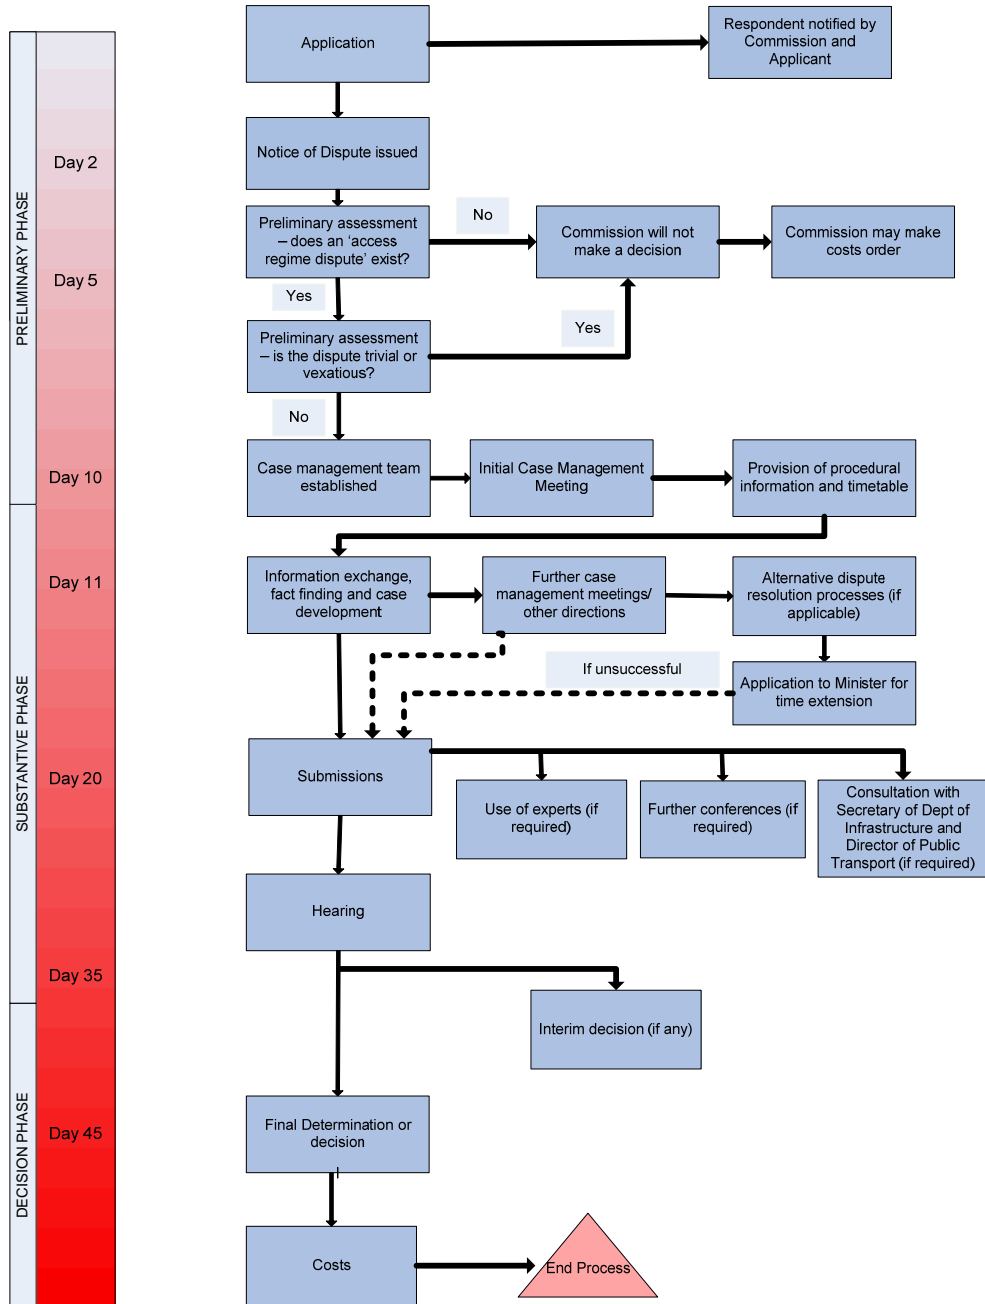 Application
Respondent notified by
Commission and
Applicant
PRELIMINARY PHASE
Day 2
Notice of Dispute issued
Preliminary assessment
– does an ‘access
regime dispute’ exist?
No
Commission will not
make a decision
Commission may make
costs order
Day 5
Yes
Preliminary assessment
– is the dispute trivial or
vexatious?
Yes
No
Day 10
Case management team
established
Initial Case Management
Meeting
Provision of procedural
information and timetable
SUBSTANTIVE PHASE
Day 11
Information exchange,
fact finding and case
development
Further case
management meetings/
other directions
Alternative dispute
resolution processes (if
applicable)
If unsuccessful
Application to Minister for
time extension
Day 20
Submissions
Use of experts (if
required)
Further conferences (if
required)
Consultation with
Secretary of Dept of
Infrastructure and
Director of Public
Transport (if required)
Hearing
Day 35
Interim decision (if any)
DECISION PHASE
Day 45
Final Determination or
decision
Costs
End Process